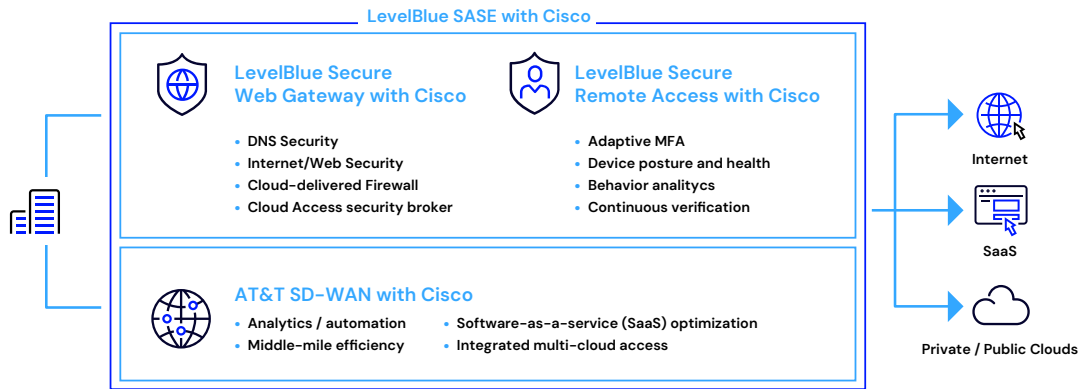 LevelBlue SASE with Cisco
LevelBlue Secure
Web Gateway with Cisco
• DNS Security
• Internet/Web Security
• Cloud-delivered Firewall
• Cloud Access security broker
LevelBlue Secure
Remote Access with Cisco
• Adaptive MFA
• Device posture and health
• Behavior analitycs
• Continuous verification
AT&T SD-WAN with Cisco
• Analytics / automation
• Middle-mile efficiency
• Software-as-a-service (SaaS) optimization
• Integrated multi-cloud access
Internet
SaaS
Private / Public Clouds